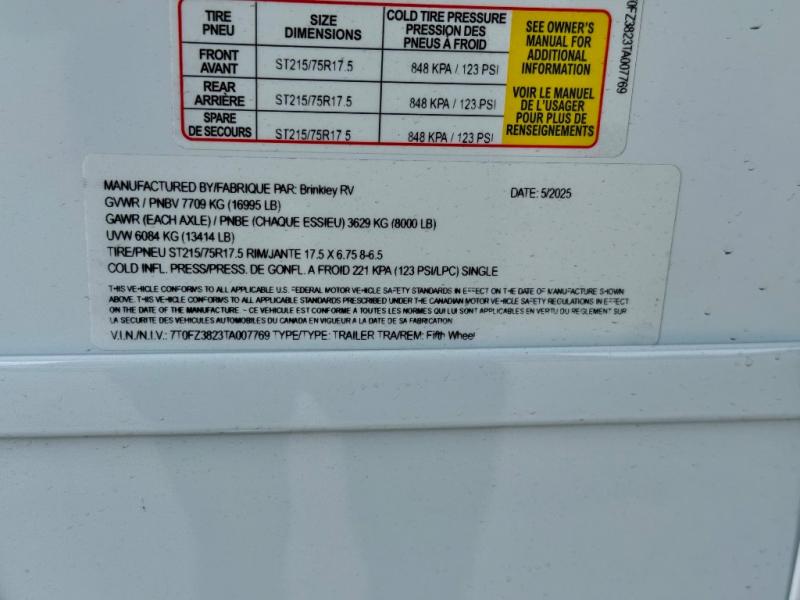 TIRE PNEU SIZE DIMENSIONS COLD TIRE PRESSURE PRESSION DES PNEUS À FROID
FRONT AVANT ST215/75R17.5 848 KPA / 123 PSI
REAR ARRIÈRE ST215/75R17.5 848 KPA / 123 PSI
SPARE DE SECOURS ST215/75R17.5 848 KPA / 123 PSI
SEE OWNER'S
MANUAL FOR
ADDITIONAL
INFORMATION
VOIR LE MANUEL
DE L'USAGER
POUR PLUS DE
RENSEIGNEMENTS
0FZ3823TA007769
MANUFACTURED BY/FABRIQUE PAR: Brinkley RV DATE: 5/2025
GVWR / PNBV 7709 KG (16995 LB)
GAWR (EACH AXLE) / PNBE (CHAQUE ESSIEU) 3629 KG (8000 LB)
UVW 6084 KG (13414 LB)
TIRE/PNEU ST215/75R17.5 RIM/JANTE 17.5 X 6.75 8-6.5
COLD INFL. PRESS/PRESS. DE GONFL. A FROID 221 KPA (123 PSI/LPC) SINGLE
THIS VEHICLE CONFORMS TO ALL APPLICABLE U.S. FEDERAL MOTOR VEHICLE SAFETY STANDARDS IN EFFECT ON THE DATE OF MANUFACTURE SHOWN
ABOVE. THIS VEHICLE CONFORMS TO ALL APPLICABLE STANDARDS PRESCRIBED UNDER THE CANADIAN MOTOR VEHICLE SAFETY REGULATIONS IN EFFECT
ON THE DATE OF THE MANUFACTURE. ~ CE VEHICULE EST CONFORME A TOUTES LES NORMES QUI LUI SONT APPLICABLES EN VERTU DU REGLEMENT SUR
LA SECURITE DES VEHICULES AUTOMOBILES DU CANADA EN VIGUEUR A LA DATE DE SA FABRICATION
V.I.N./N.I.V.: 7T0FZ3823TA007769 TYPE/TYPE: TRAILER TRA/REM: Fifth Wheel